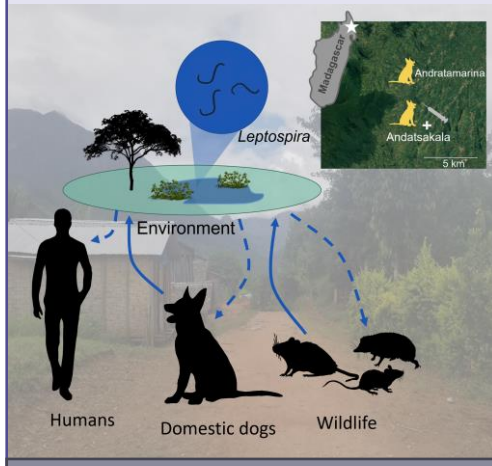 Madagascar
Andratamarina
Andatsakala
+
5 km
Leptospira
Environment
Humans
Domestic dogs
Wildlife